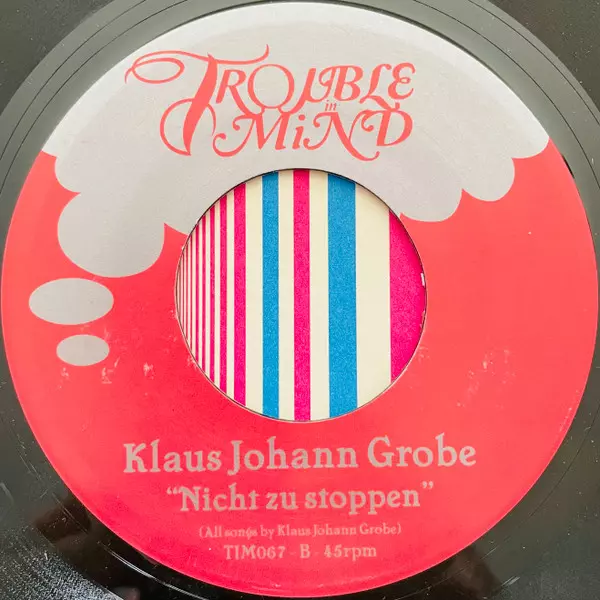 TROUBLE
in
MiND
Klaus Johann Grobe
"Nicht zu stoppen"
(All songs by Klaus Johann Grobe)
TIM067 - B - 45rpm